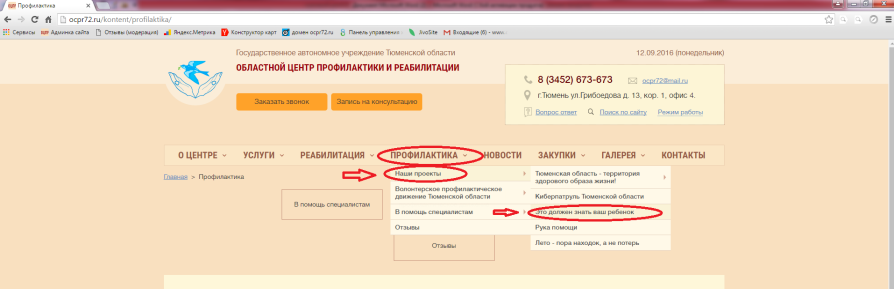 Профилактика
ocpr72.ru/kontent/profilaktika/
Сервисы Админка сайта Отзывы (модерация) Яндекс.Метрика Конструктор карт домен ocpr72.ru Панель управления - JivoSite Входящие (6) - www.
Государственное автономное учреждение Тюменской области
12.09.2016 (понедельник)
ОБЛАСТНОЙ ЦЕНТР ПРОФИЛАКТИКИ И РЕАБИЛИТАЦИИ
8 (3452) 673-673 ocpr72@mail.ru
г.Тюмень ул.Грибоедова д. 13, кор. 1, офис 4.
Заказать звонок Запись на консультацию
Вопрос ответ Поиск по сайту Режим работы
О ЦЕНТРЕ УСЛУГИ РЕАБИЛИТАЦИЯ ПРОФИЛАКТИКА НОВОСТИ ЗАКУПКИ ГАЛЕРЕЯ КОНТАКТЫ
Главная > Профилактика
Наши проекты
Волонтерское профилактическое
движение Тюменской области
В помощь специалистам
Отзывы
Тюменская область - территория
здорового образа жизни!
Киберпатруль Тюменской области
Это должен знать ваш ребенок
Рука помощи
Лето - пора находок, а не потерь
В помощь специалистам
Отзывы